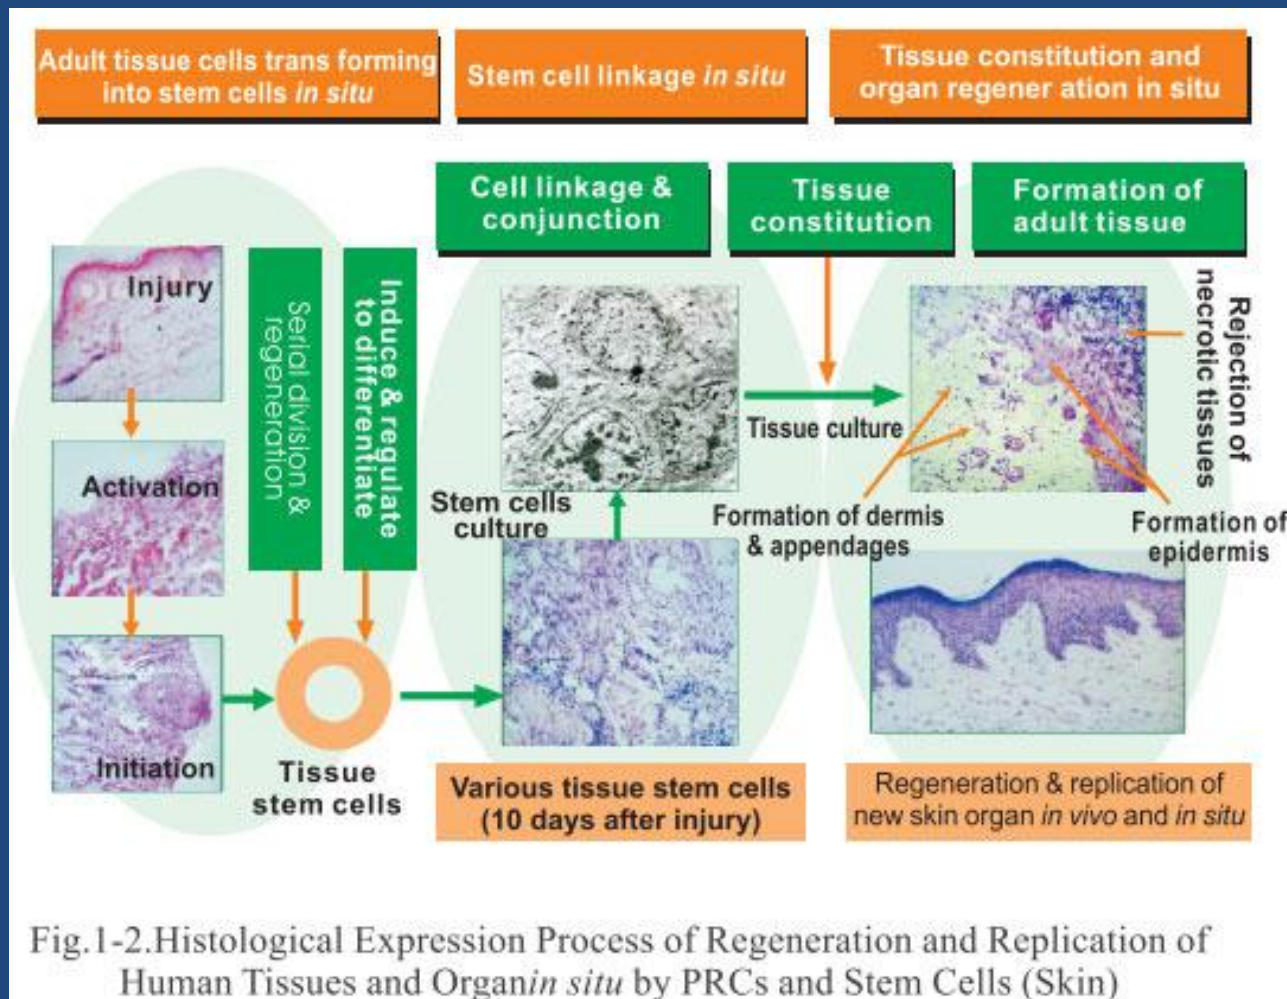 Adult tissue cells trans forming
into stem cells in situ
Stem cell linkage in situ
Tissue constitution and
organ regener ation in situ
Cell linkage &
conjunction
Tissue
constitution
Formation of
adult tissue
Injury
Activation
Initiation
Serial division &
regeneration
Induce & regulate
to differentiate
Tissue
stem cells
Stem cells
culture
Various tissue stem cells
(10 days after injury)
Tissue culture
Formation of dermis
& appendages
Rejection of
necrotic tissues
Formation of
epidermis
Regeneration & replication of
new skin organ in vivo and in situ
Fig.1-2.Histological Expression Process of Regeneration and Replication of
Human Tissues and Organin situ by PRCs and Stem Cells (Skin)